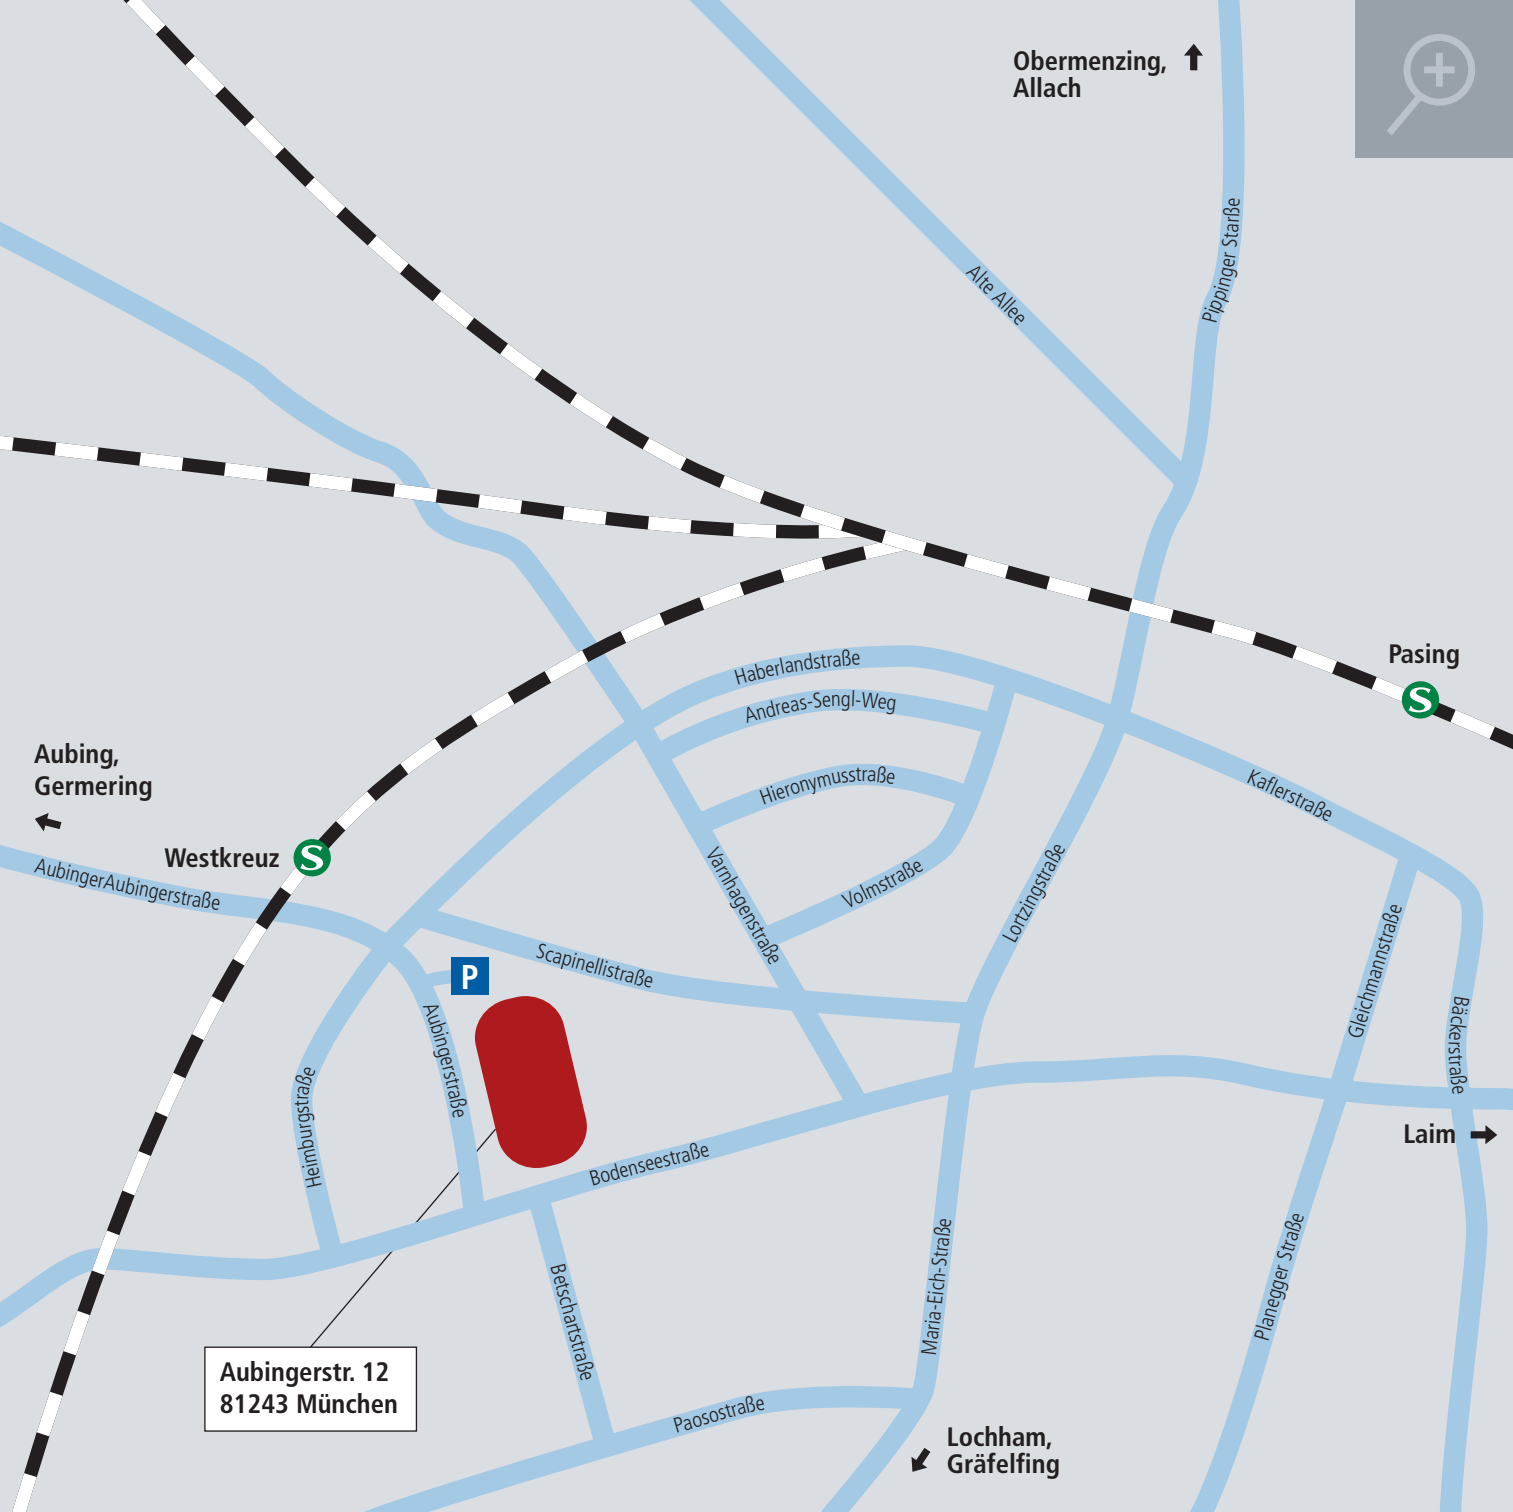 Obermenzing,
Allach
Pippinger Starße
Alte Allee
Pasing
S
Haberlandstraße
Andreas-Sengl-Weg
Hieronymusstraße
Kaflerstraße
Aubing,
Germering
Westkreuz
S
AubingerAubingerstraße
Varnhagenstraße
Volmstraße
Lortzingstraße
Scapinellistraße
P
Gleichmannstraße
Bäckerstraße
Aubingerstraße
Heimburgstraße
Laim
Bodenseestraße
Betschartstraße
Maria-Eich-Straße
Planegger Straße
Aubingerstr. 12
81243 München
Paosostraße
Lochham,
Gräfelfing